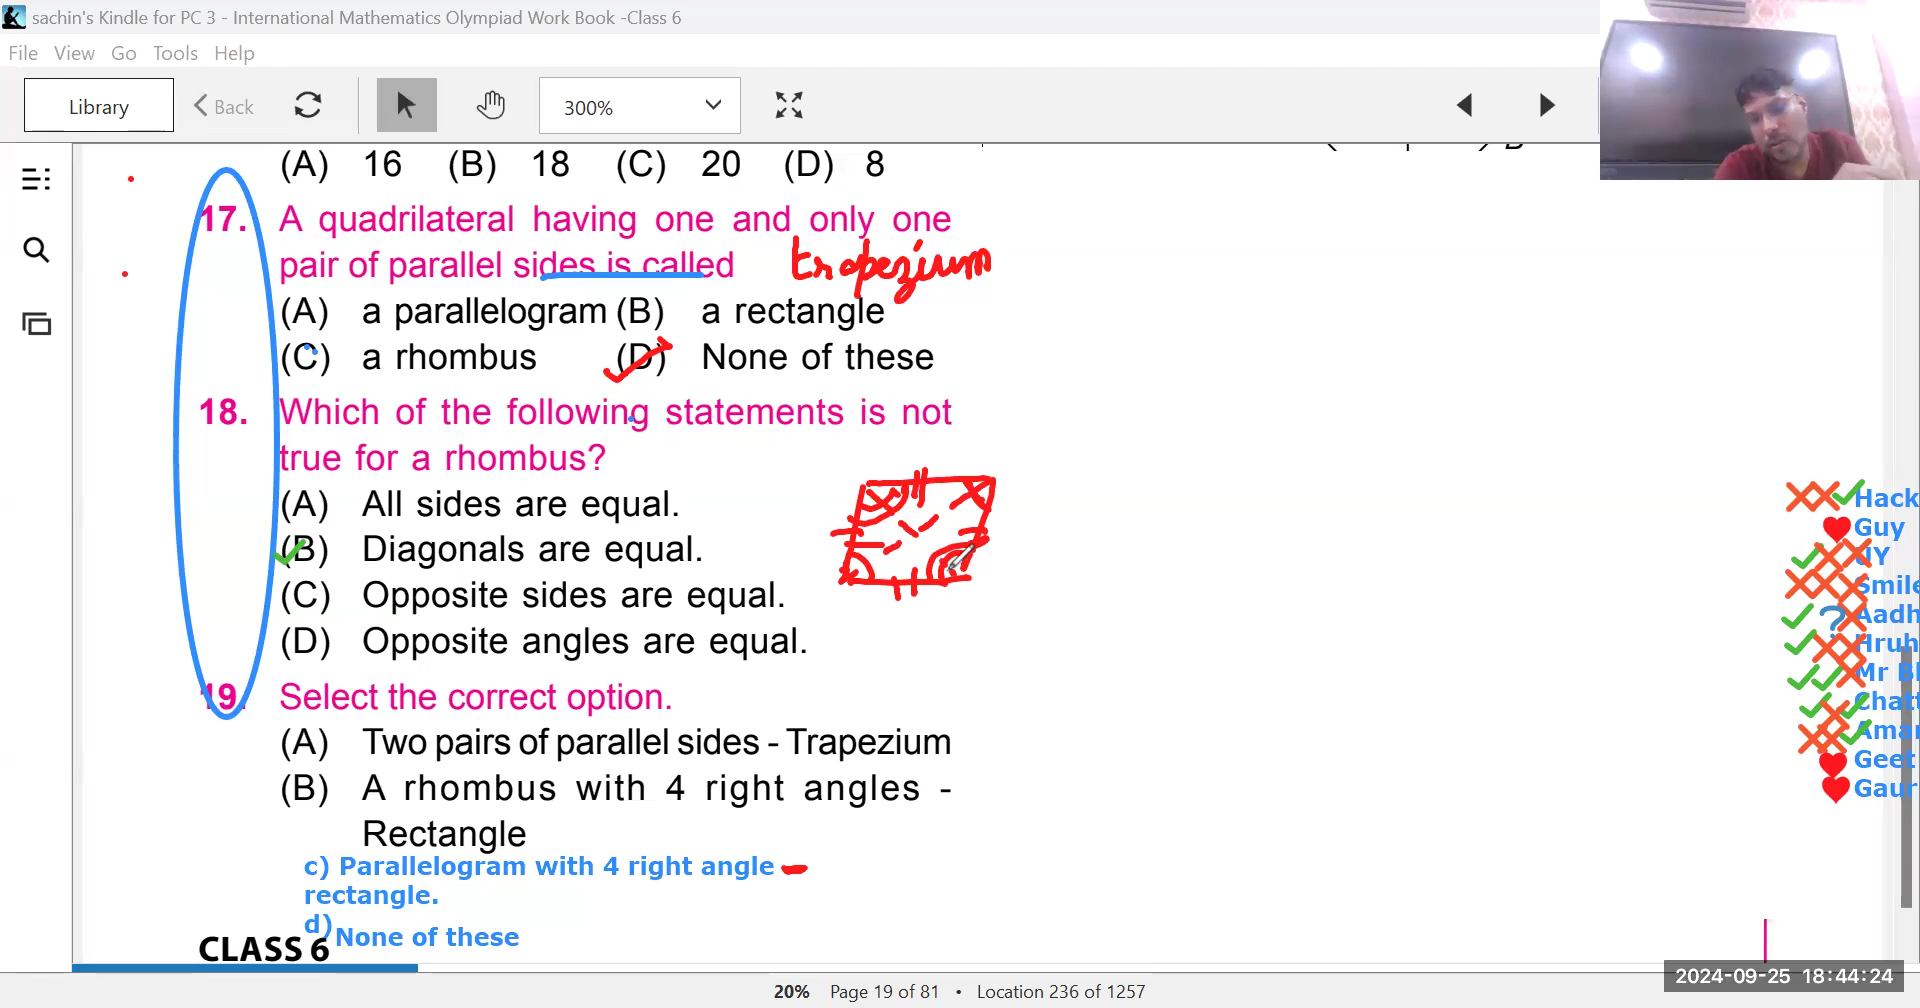 sachin's Kindle for PC 3 - International Mathematics Olympiad Work Book -Class 6
File View Go Tools Help
Library Back 300%
(A) 16 (B) 18 (C) 20 (D) 8
17. A quadrilateral having one and only one
pair of parallel sides is called trapezium
(A) a parallelogram (B) a rectangle
(C) a rhombus (D) None of these
18. Which of the following statements is not
true for a rhombus?
(A) All sides are equal.
(B) Diagonals are equal.
(C) Opposite sides are equal.
(D) Opposite angles are equal.
19. Select the correct option.
(A) Two pairs of parallel sides - Trapezium
(B) A rhombus with 4 right angles -
Rectangle
c) Parallelogram with 4 right angle -
rectangle.
d) None of these
CLASS 6
Hack
Guy
Smile
Aadh
Hruh
Mr Bl
Chatt
Aman
Geet
Gaur
2024-09-25 18:44:24
20% Page 19 of 81 • Location 236 of 1257